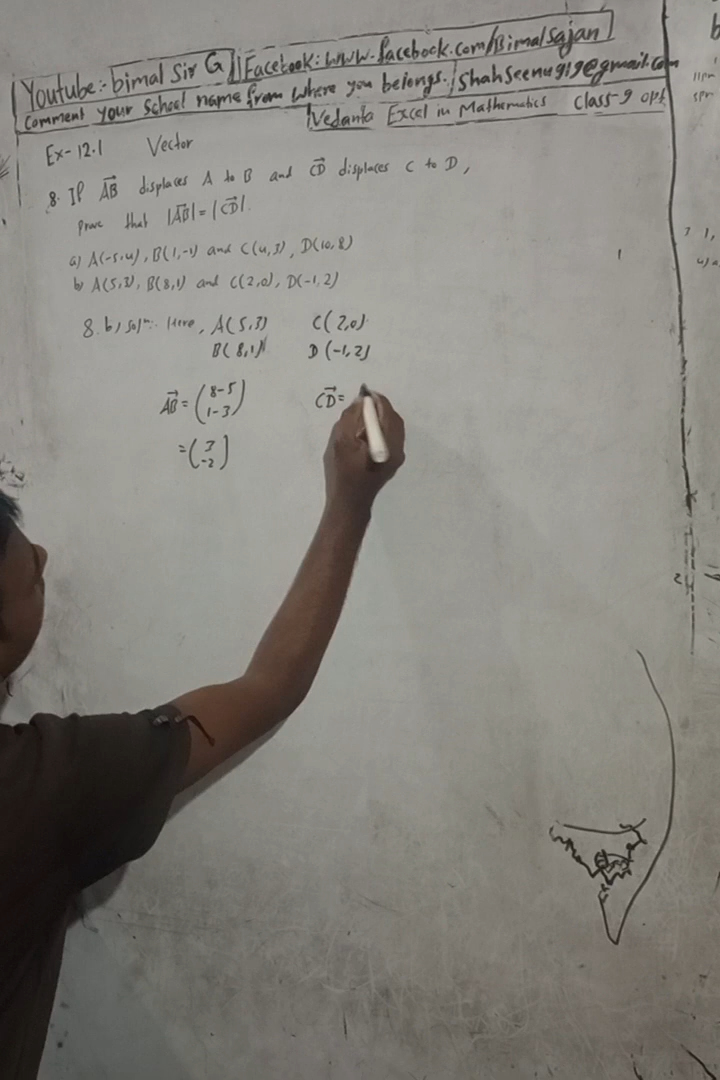 Youtube:- bimal Sir G || Facebook: www.facebook.com/Bimalsajan
Comment your School name from where you belongs. / Shahseenu919@gmail.com
Vedanta Excel in Mathematics Class-9 opt
Ex-12.1 Vector
8. If AB displaces A to B and CD displaces C to D,
Prove that |AB| = |CD|.
a) A(-5,4), B(1,-1) and C(4,3), D(10,8)
b) A(5,3), B(8,1) and C(2,0), D(-1,2)
8. b) solⁿ:- Here, A(5,3) C(2,0)
B(8,1) D(-1,2)
AB = (8-5 CD =
1-3)
= (3
-2)